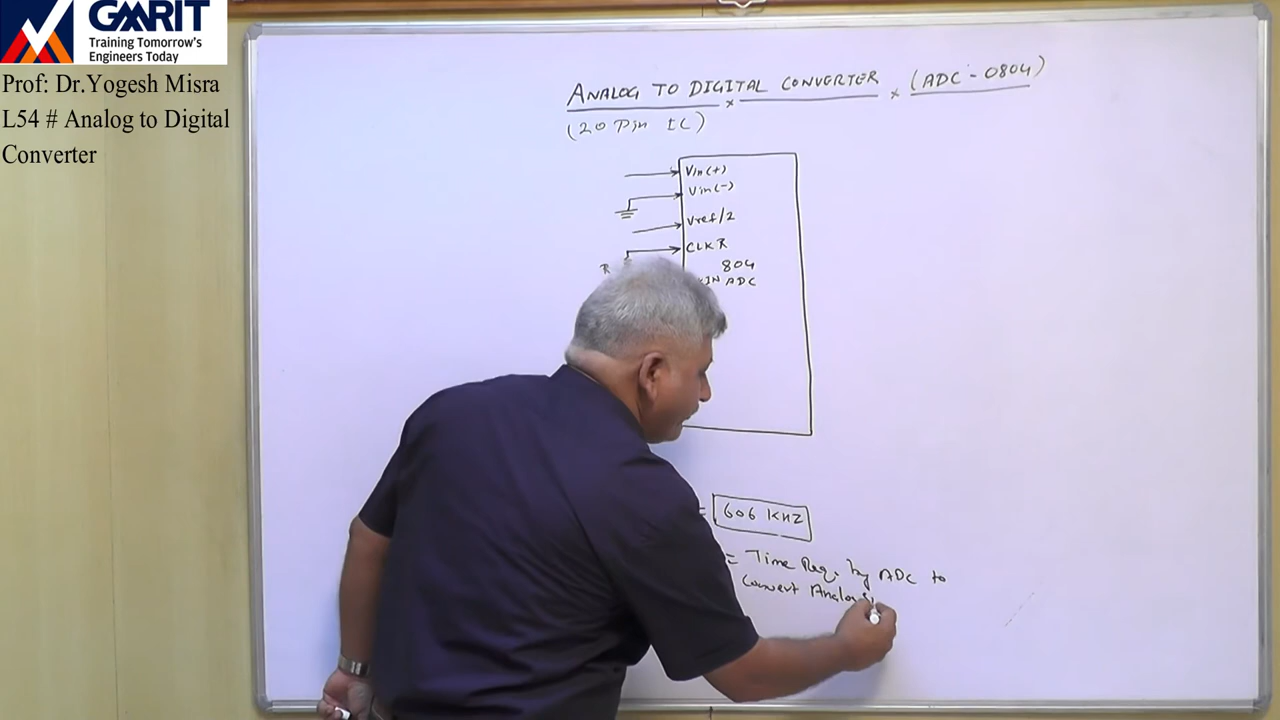 GMRIT
Training Tomorrow's
Engineers Today
Prof: Dr.Yogesh Misra
L54 # Analog to Digital
Converter
ANALOG TO DIGITAL CONVERTER (ADC-0804)
(20 Pin IC)
Vin(+)
Vin(-)
Vref/2
CLKR
R
804
IN ADC
= 606 KHZ
= Time Req. by ADC to
Convert Analog